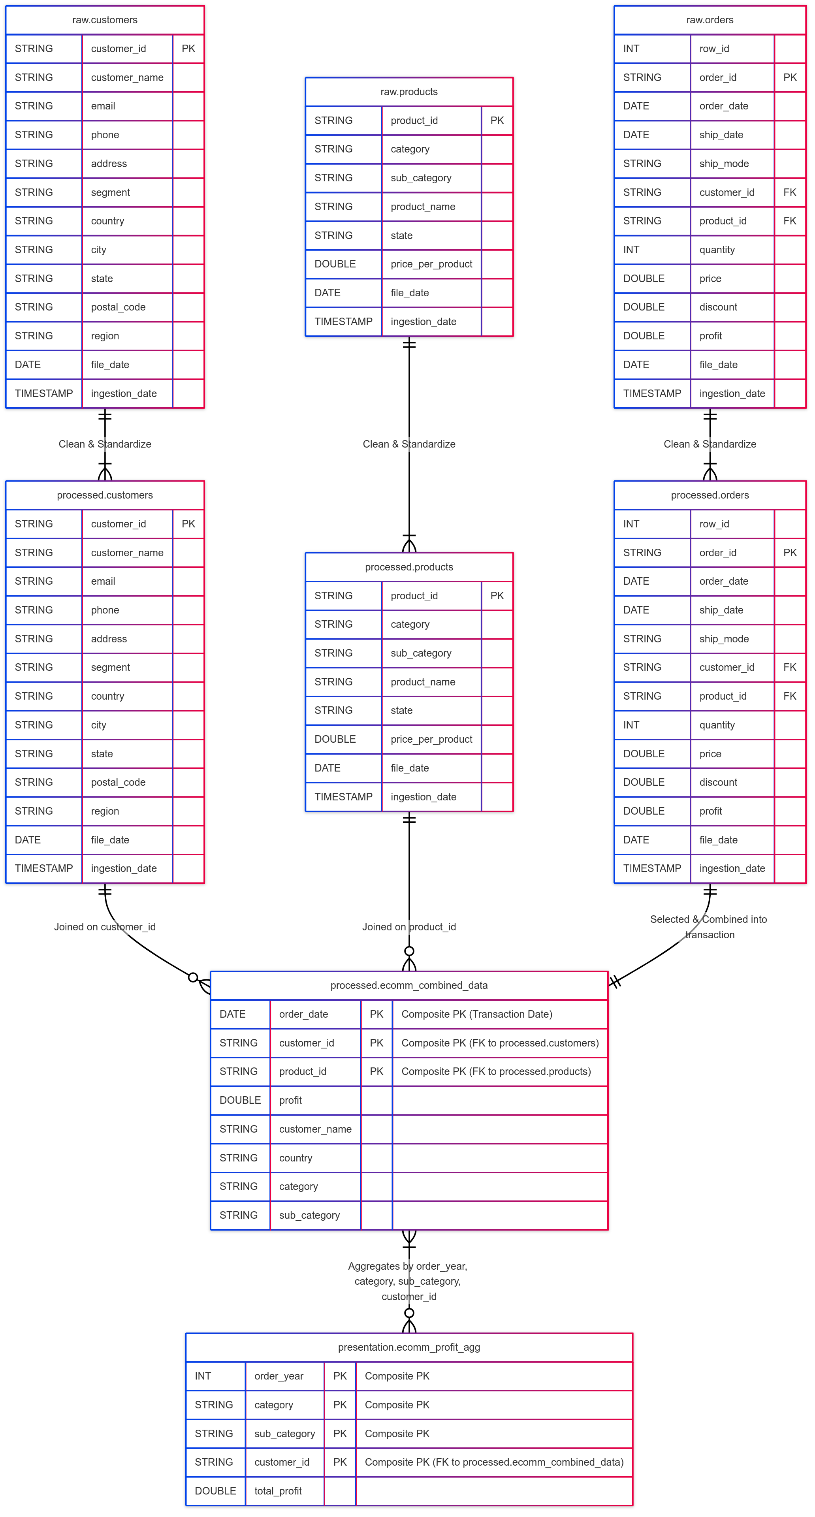 raw.customers
STRING customer_id PK
STRING customer_name
STRING email
STRING phone
STRING address
STRING segment
STRING country
STRING city
STRING state
STRING postal_code
STRING region
DATE file_date
TIMESTAMP ingestion_date
raw.products
STRING product_id PK
STRING category
STRING sub_category
STRING product_name
STRING state
DOUBLE price_per_product
DATE file_date
TIMESTAMP ingestion_date
raw.orders
INT row_id
STRING order_id PK
DATE order_date
DATE ship_date
STRING ship_mode
STRING customer_id FK
STRING product_id FK
INT quantity
DOUBLE price
DOUBLE discount
DOUBLE profit
DATE file_date
TIMESTAMP ingestion_date
Clean & Standardize
Clean & Standardize
Clean & Standardize
processed.customers
STRING customer_id PK
STRING customer_name
STRING email
STRING phone
STRING address
STRING segment
STRING country
STRING city
STRING state
STRING postal_code
STRING region
DATE file_date
TIMESTAMP ingestion_date
processed.products
STRING product_id PK
STRING category
STRING sub_category
STRING product_name
STRING state
DOUBLE price_per_product
DATE file_date
TIMESTAMP ingestion_date
processed.orders
INT row_id
STRING order_id PK
DATE order_date
DATE ship_date
STRING ship_mode
STRING customer_id FK
STRING product_id FK
INT quantity
DOUBLE price
DOUBLE discount
DOUBLE profit
DATE file_date
TIMESTAMP ingestion_date
Joined on customer_id
Joined on product_id
Selected & Combined into
transaction
processed.ecomm_combined_data
DATE order_date PK Composite PK (Transaction Date)
STRING customer_id PK Composite PK (FK to processed.customers)
STRING product_id PK Composite PK (FK to processed.products)
DOUBLE profit
STRING customer_name
STRING country
STRING category
STRING sub_category
Aggregates by order_year,
category, sub_category,
customer_id
presentation.ecomm_profit_agg
INT order_year PK Composite PK
STRING category PK Composite PK
STRING sub_category PK Composite PK
STRING customer_id PK Composite PK (FK to processed.ecomm_combined_data)
DOUBLE total_profit